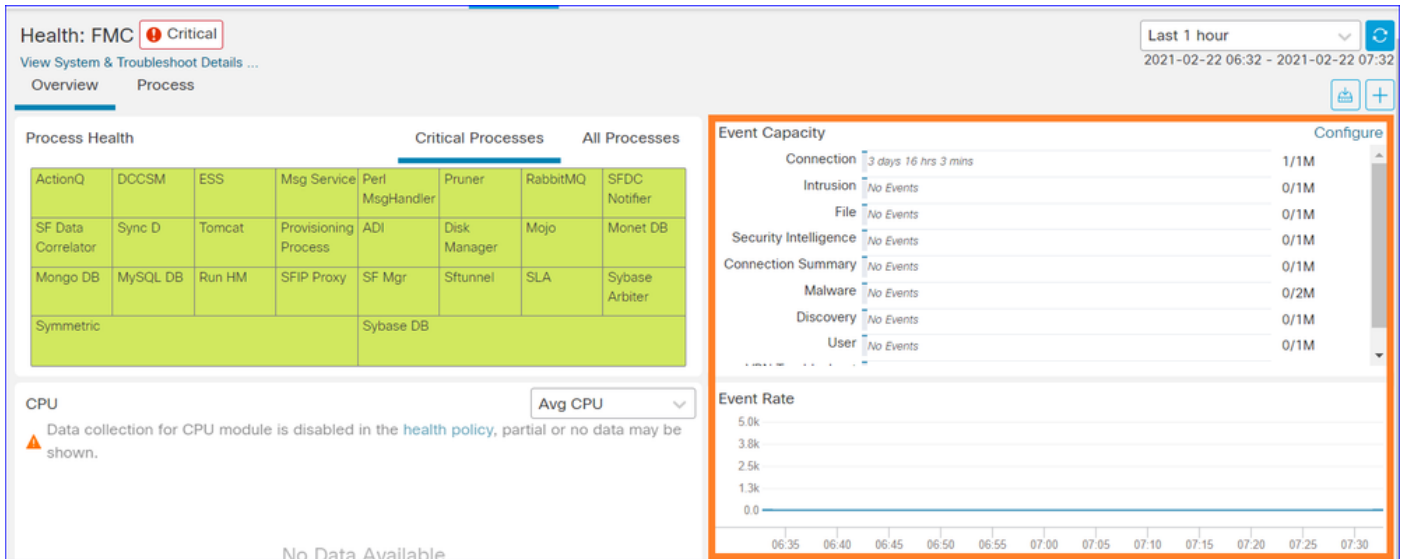 Health: FMC Critical
Last 1 hour
View System & Troubleshoot Details ...
2021-02-22 06:32 - 2021-02-22 07:32
Overview Process
Process Health Critical Processes All Processes
ActionQ DCCSM ESS Msg Service Perl MsgHandler Pruner RabbitMQ SFDC Notifier
SF Data Correlator Sync D Tomcat Provisioning Process ADI Disk Manager Mojo Monet DB
Mongo DB MySQL DB Run HM SFIP Proxy SF Mgr Sftunnel SLA Sybase Arbiter
Symmetric Sybase DB
Event Capacity Configure
Connection 3 days 16 hrs 3 mins 1/1M
Intrusion No Events 0/1M
File No Events 0/1M
Security Intelligence No Events 0/1M
Connection Summary No Events 0/1M
Malware No Events 0/2M
Discovery No Events 0/1M
User No Events 0/1M
CPU Avg CPU
Data collection for CPU module is disabled in the health policy, partial or no data may be
shown.
No Data Available
Event Rate
5.0k
3.8k
2.5k
1.3k
0.0
06:35 06:40 06:45 06:50 06:55 07:00 07:05 07:10 07:15 07:20 07:25 07:30